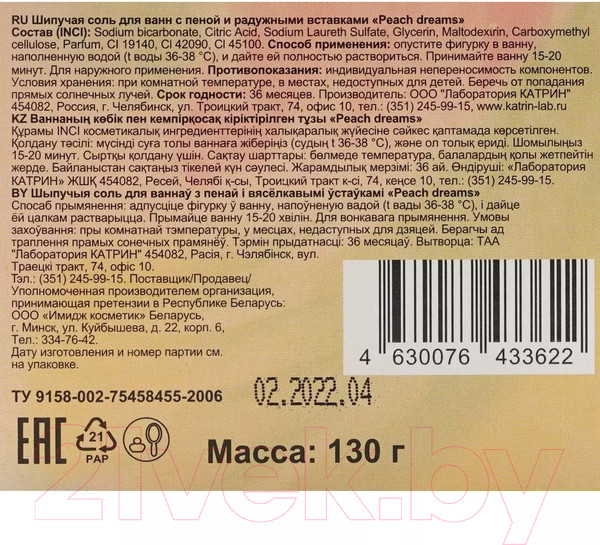 RU Шипучая соль для ванн с пеной и радужными вставками «Peach dreams»
Состав (INCI): Sodium bicarbonate, Citric Acid, Sodium Laureth Sulfate, Glycerin, Maltodexirn, Carboxymethyl
cellulose, Parfum, CI 19140, CI 42090, CI 45100. Способ применения: опустите фигурку в ванну,
наполненную водой (t воды 36-38 °C), и дайте ей полностью раствориться. Принимайте ванну 15-20
минут. Для наружного применения. Противопоказания: индивидуальная непереносимость компонентов.
Условия хранения: при комнатной температуре, в местах, недоступных для детей. Беречь от попадания
прямых солнечных лучей. Срок годности: 36 месяцев. Производитель: ООО "Лаборатория КАТРИН"
454082, Россия, г. Челябинск, ул. Троицкий тракт, 74, офис 10, тел.: (351) 245-99-15, www.katrin-lab.ru
KZ Ваннаның көбік пен кемпірқосақ кіріктірілген тұзы «Peach dreams»
Құрамы INCI косметикалық ингредиенттерінің халықаралық жүйесіне сәйкес қаптамада көрсетілген.
Қолдану тәсілі: мүсінді суға толы ваннаға жіберіңіз (судың t 36-38 °C), және ол толық ериді. Шомылыңыз
15-20 минут. Сыртқы қолдану үшін. Сақтау шарттары: бөлмеде температура, балалардың қолы жетпейтін
жерде. Байланыстан сақтаңыз тікелей күн сәулесі. Жарамдылық мерзімі: 36 ай. Өндіруші: «Лаборатория
КАТРИН» ЖШҚ 454082, Ресей, Челябі к-сы, Троицкий тракт к-сі, 74, кеңсе 10, тел.: (351) 245-99-15.
BY Шыпучыя соль для ваннаў з пенай і вясёлкавымі ўстаўкамі «Peach dreams»
Спосаб прымянення: адпусціце фігурку ў ванну, напоўненую вадой (t вады 36-38 °C), і дайце
ёй цалкам растварыцца. Прымайце ванну 15-20 хвілін. Для вонкавага прымянення. Умовы
захоўвання: пры комнатнай тэмпературы, у месцах, недаступных для дзяцей. Берагчы ад
траплення прамых сонечных прамянёў. Тэрмін прыдатнасці: 36 месяцаў. Вытворца: ТАА
"Лаборатория КАТРИН" 454082, Расія, г. Чэлябінск, вул.
Траецкі тракт, 74, офіс 10.
Тэл.: (351) 245-99-15. Поставщик/Продавец/
Уполномоченная производителем организация,
принимающая претензии в Республике Беларусь:
ООО «Имидж косметик» Беларусь,
г. Минск, ул. Куйбышева, д. 22, корп. 6,
Тел.: 334-76-42.
Дату изготовления и номер партии см.
на упаковке.
4 630076 433622
ТУ 9158-002-75458455-2006
02.2022.04
EAC
21
PAP
Масса: 130 г
21vek.by